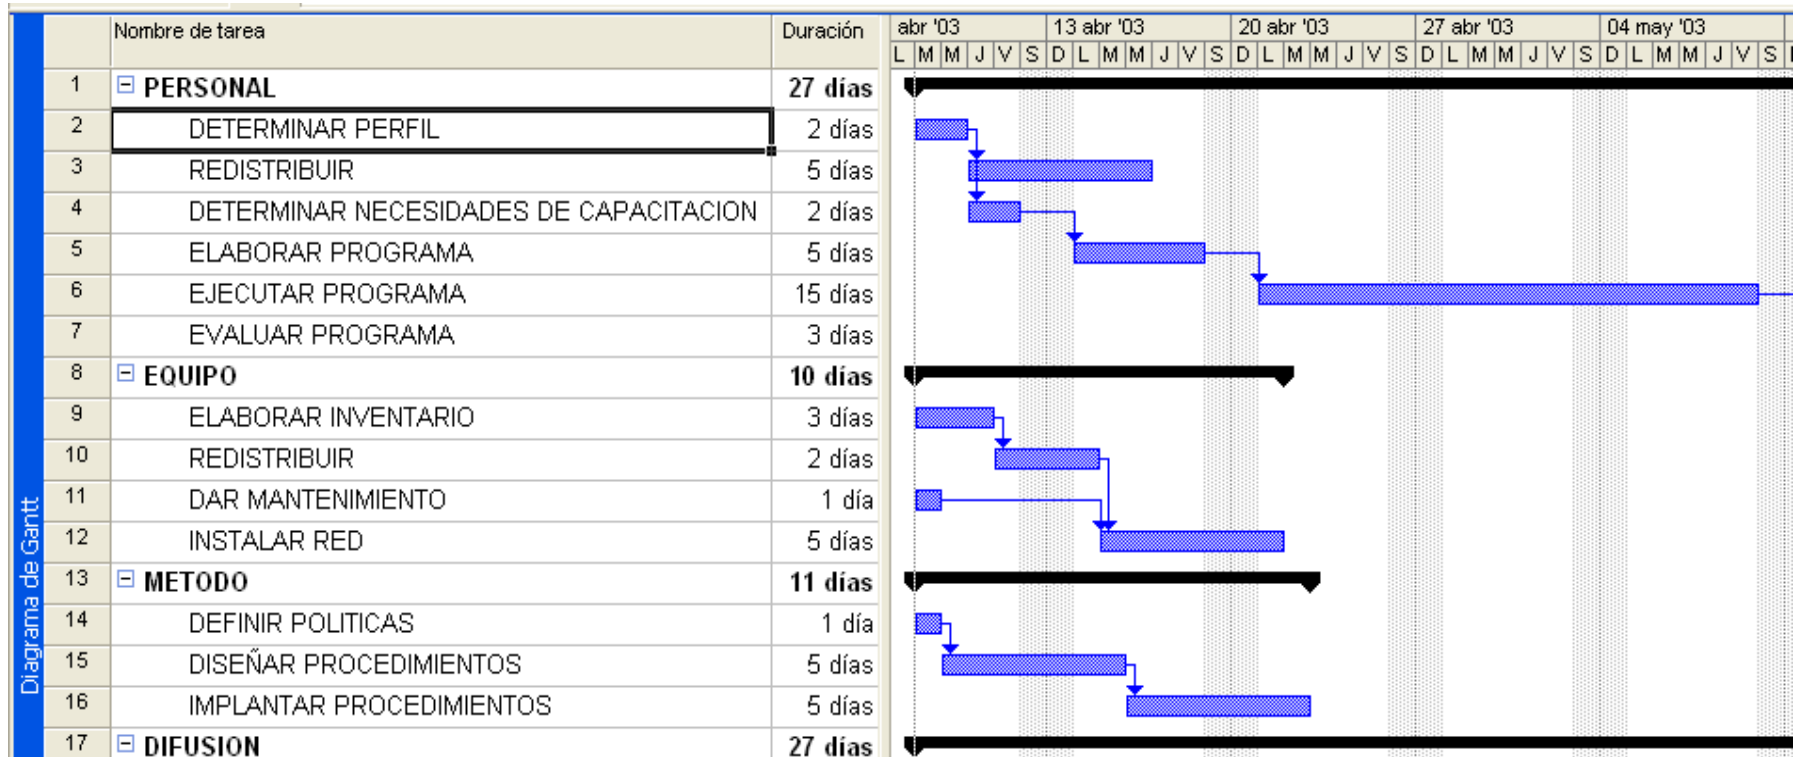 Nombre de tarea Duración abr '03 13 abr '03 20 abr '03 27 abr '03 04 may '03
L M M J V S D L M M J V S D L M M J V S D L M M J V S D L M M J V S
1 PERSONAL 27 días
2 DETERMINAR PERFIL 2 días
3 REDISTRIBUIR 5 días
4 DETERMINAR NECESIDADES DE CAPACITACION 2 días
5 ELABORAR PROGRAMA 5 días
6 EJECUTAR PROGRAMA 15 días
7 EVALUAR PROGRAMA 3 días
8 EQUIPO 10 días
9 ELABORAR INVENTARIO 3 días
10 REDISTRIBUIR 2 días
11 DAR MANTENIMIENTO 1 día
12 INSTALAR RED 5 días
13 METODO 11 días
14 DEFINIR POLITICAS 1 día
15 DISEÑAR PROCEDIMIENTOS 5 días
16 IMPLANTAR PROCEDIMIENTOS 5 días
17 DIFUSION 27 días
Diagrama de Gantt